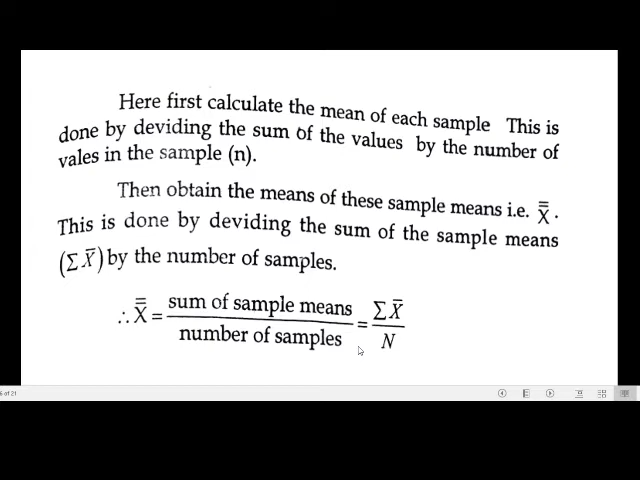 Here first calculate the mean of each sample This is
done by deviding the sum of the values by the number of
vales in the sample (n).
Then obtain the means of these sample means i.e. X̿.
This is done by deviding the sum of the sample means
(∑X̄) by the number of samples.
∴ X̿ = sum of sample means / number of samples = ∑X̄ / N
6 of 21